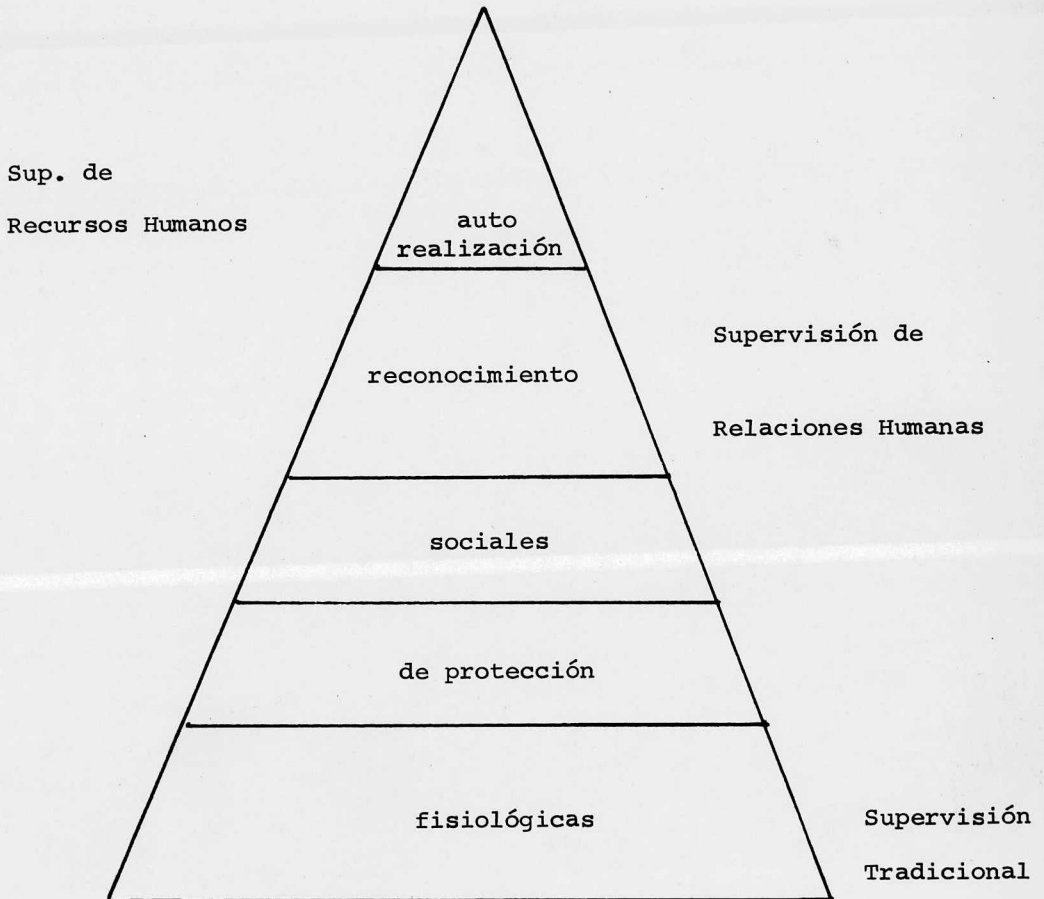 Sup. de
Recursos Humanos
auto
realización
reconocimiento
Supervisión de
Relaciones Humanas
sociales
de protección
fisiológicas
Supervisión
Tradicional